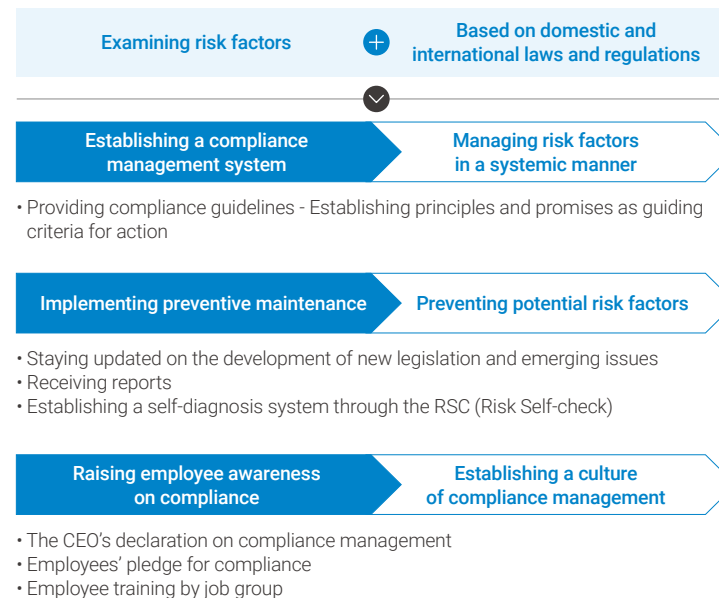 Examining risk factors
Based on domestic and
international laws and regulations
Establishing a compliance
management system
Managing risk factors
in a systemic manner
• Providing compliance guidelines - Establishing principles and promises as guiding
criteria for action
Implementing preventive maintenance
Preventing potential risk factors
• Staying updated on the development of new legislation and emerging issues
• Receiving reports
• Establishing a self-diagnosis system through the RSC (Risk Self-check)
Raising employee awareness
on compliance
Establishing a culture
of compliance management
• The CEO’s declaration on compliance management
• Employees’ pledge for compliance
• Employee training by job group